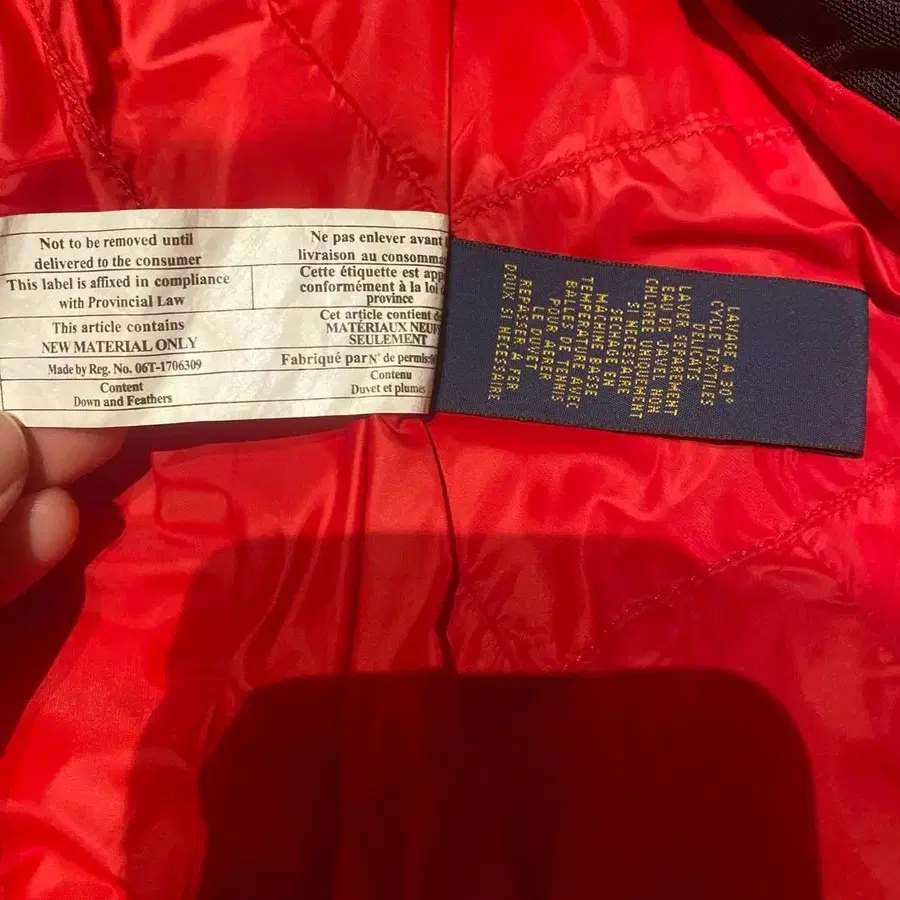 Not to be removed until
delivered to the consumer
This label is affixed in compliance
with Provincial Law
This article contains
NEW MATERIAL ONLY
Made by Reg. No. 06T-1706309
Content
Down and Feathers
Ne pas enlever avant
livraison au
Cette étiquette est
conformément à la loi
province
Cet article contient
MATÉRIAUX NEUFS
SEULEMENT
Fabriqué par N° de
Contenu
Duvet et plumes
LAVAGE A 30°
CYCLE TEXTILES
DELICATS
LAVER SEPAREMENT
EAU DE JAVEL NON
CHLOREE UNIQUEMENT
SI NECESSAIRE
SECHAGE EN
MACHINE BASSE
TEMPERATURE AVEC
BALLES DE TENNIS
POUR AERER
LE DUVET
REPASSER A FER
DOUX SI NECESSAIRE